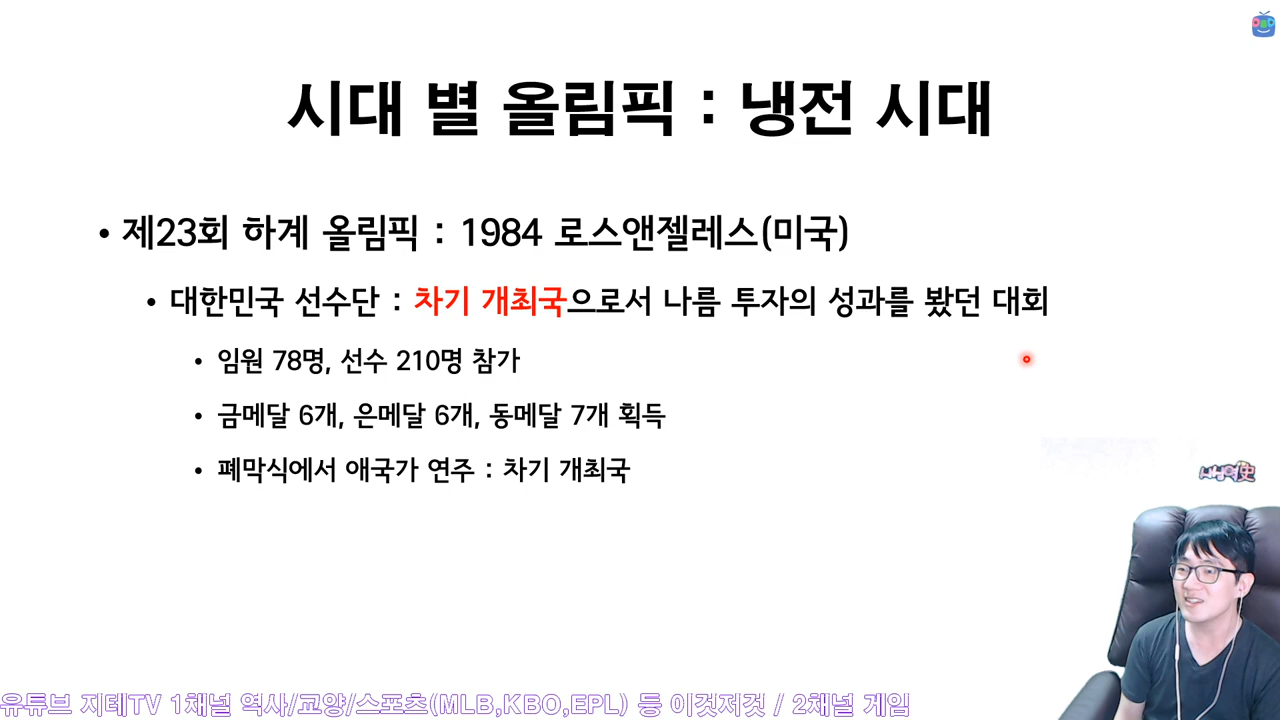 시대 별 올림픽 : 냉전 시대
• 제23회 하계 올림픽 : 1984 로스앤젤레스(미국)
• 대한민국 선수단 : 차기 개최국으로서 나름 투자의 성과를 봤던 대회
• 임원 78명, 선수 210명 참가
• 금메달 6개, 은메달 6개, 동메달 7개 획득
• 폐막식에서 애국가 연주 : 차기 개최국
유튜브 지테TV 1채널 역사/교양/스포츠(MLB,KBO,EPL) 등 이것저것 / 2채널 게임